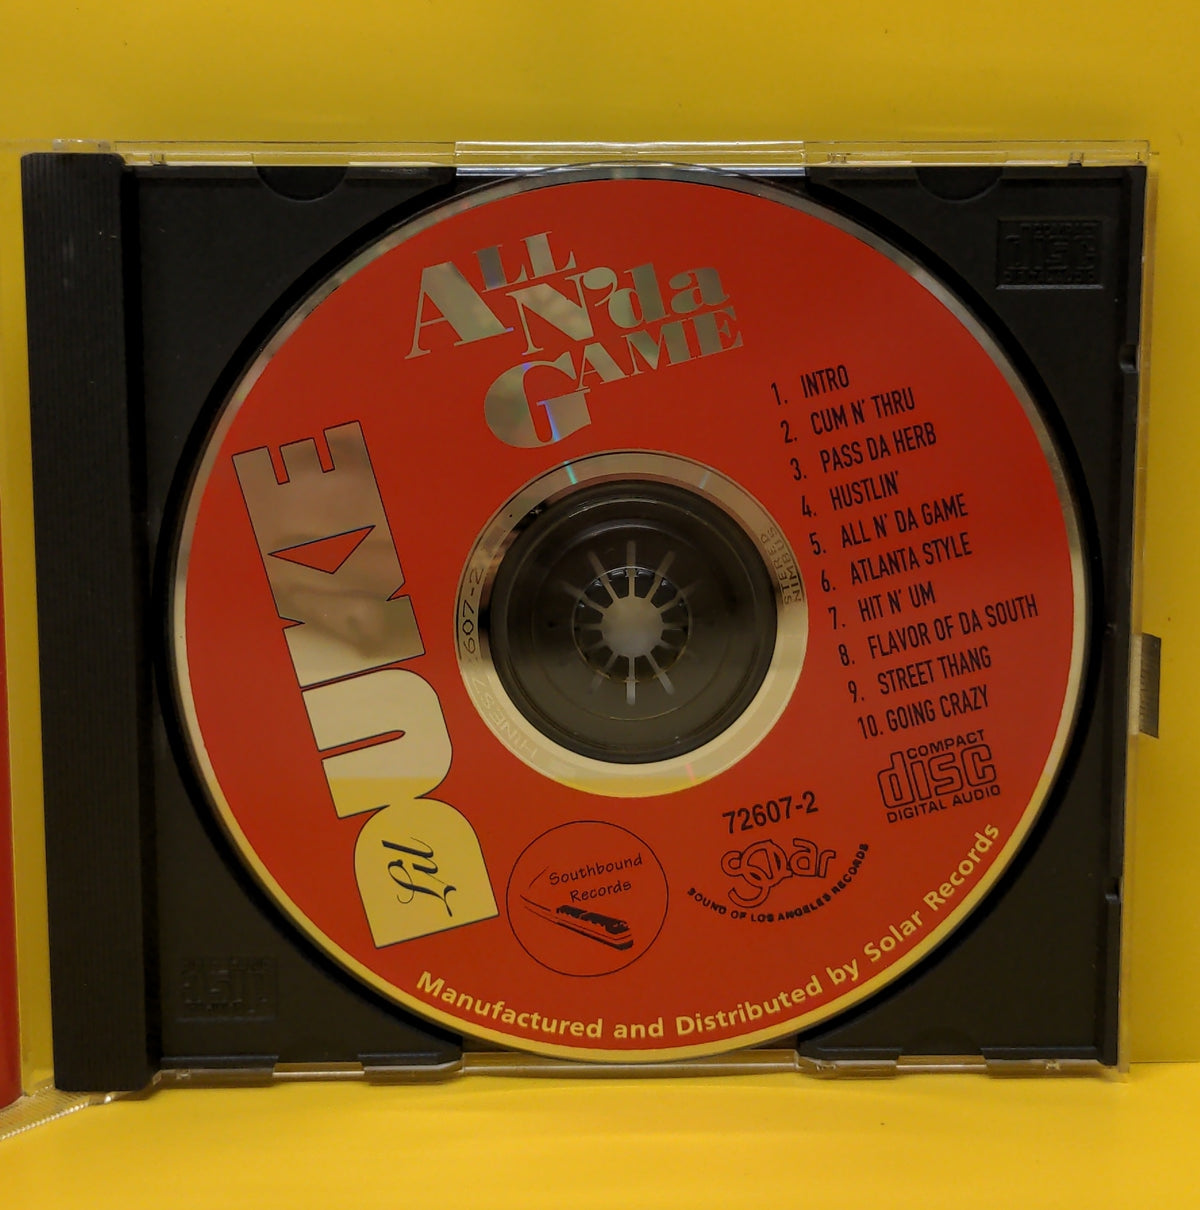 ALL
N'da
GAME
Lil
DUKE
1. INTRO
2. CUM N' THRU
3. PASS DA HERB
4. HUSTLIN'
5. ALL N' DA GAME
6. ATLANTA STYLE
7. HIT N' UM
8. FLAVOR OF DA SOUTH
9. STREET THANG
10. GOING CRAZY
COMPACT
disc
DIGITAL AUDIO
72607-2
Solar
SOUND OF LOS ANGELES RECORDS
Southbound
Records
Manufactured and Distributed by Solar Records
NIMBUS